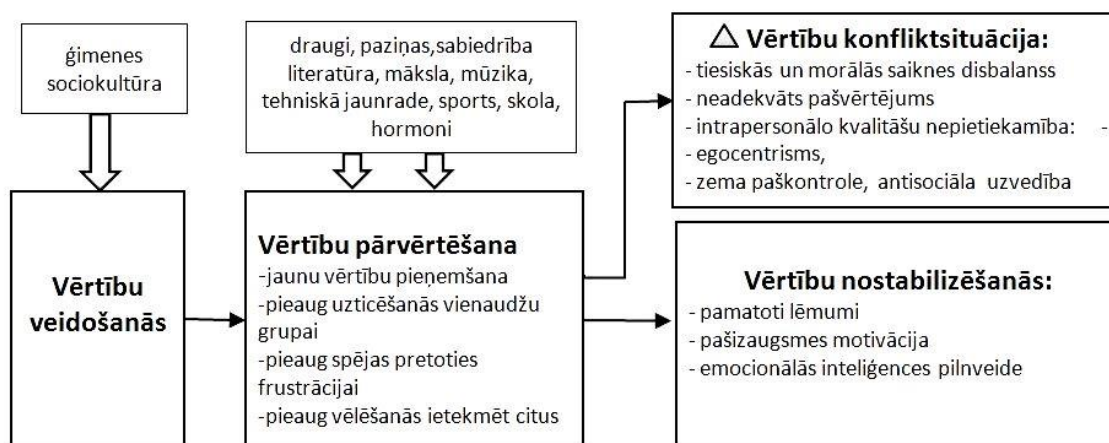 ģimenes
sociokultūra
draugi, paziņas,sabiedrība
literatūra, māksla, mūzika,
tehniskā jaunrade, sports, skola,
hormoni
△ Vērtību konfliktsituācija:
- tiesiskās un morālās saiknes disbalanss
- neadekvāts pašvērtējums
- intrapersonālo kvalitāšu nepietiekamība: -
- egocentrisms,
- zema paškontrole, antisociāla uzvedība
Vērtību
veidošanās
Vērtību pārvērtēšana
-jaunu vērtību pieņemšana
-pieaug uzticēšanās vienaudžu
grupai
-pieaug spējas pretoties
frustrācijai
-pieaug vēlēšanās ietekmēt citus
Vērtību nostabilizēšanās:
- pamatoti lēmumi
- pašizaugsmes motivācija
- emocionālās inteliģences pilnveide